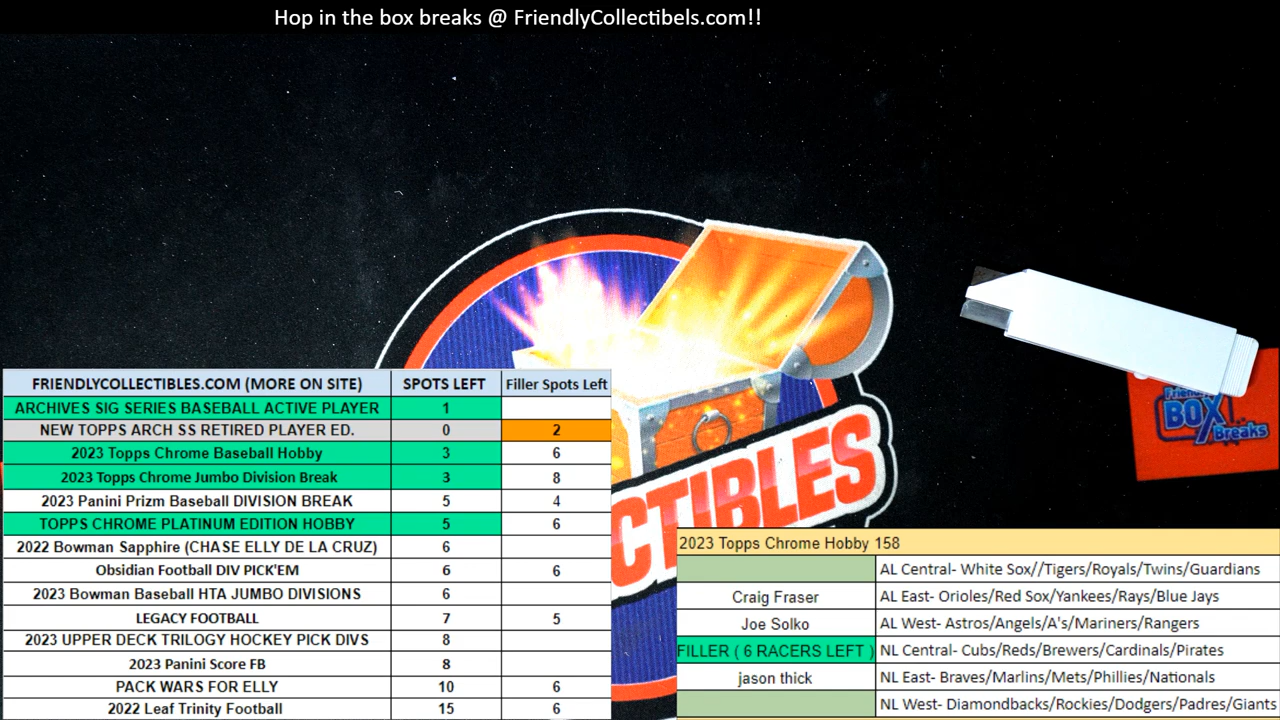 Hop in the box breaks @ FriendlyCollectibels.com!!
FRIENDLYCOLLECTIBLES.COM (MORE ON SITE) SPOTS LEFT Filler Spots Left
ARCHIVES SIG SERIES BASEBALL ACTIVE PLAYER 1
NEW TOPPS ARCH SS RETIRED PLAYER ED. 0 2
2023 Topps Chrome Baseball Hobby 3 6
2023 Topps Chrome Jumbo Division Break 3 8
2023 Panini Prizm Baseball DIVISION BREAK 5 4
TOPPS CHROME PLATINUM EDITION HOBBY 5 6
2022 Bowman Sapphire (CHASE ELLY DE LA CRUZ) 6
Obsidian Football DIV PICK'EM 6 6
2023 Bowman Baseball HTA JUMBO DIVISIONS 6
LEGACY FOOTBALL 7 5
2023 UPPER DECK TRILOGY HOCKEY PICK DIVS 8
2023 Panini Score FB 8
PACK WARS FOR ELLY 10 6
2022 Leaf Trinity Football 15 6
CTIBLES
Friendly
BOX
Breaks
2023 Topps Chrome Hobby 158
AL Central- White Sox//Tigers/Royals/Twins/Guardians
Craig Fraser AL East- Orioles/Red Sox/Yankees/Rays/Blue Jays
Joe Solko AL West- Astros/Angels/A's/Mariners/Rangers
FILLER ( 6 RACERS LEFT ) NL Central- Cubs/Reds/Brewers/Cardinals/Pirates
jason thick NL East- Braves/Marlins/Mets/Phillies/Nationals
NL West- Diamondbacks/Rockies/Dodgers/Padres/Giants